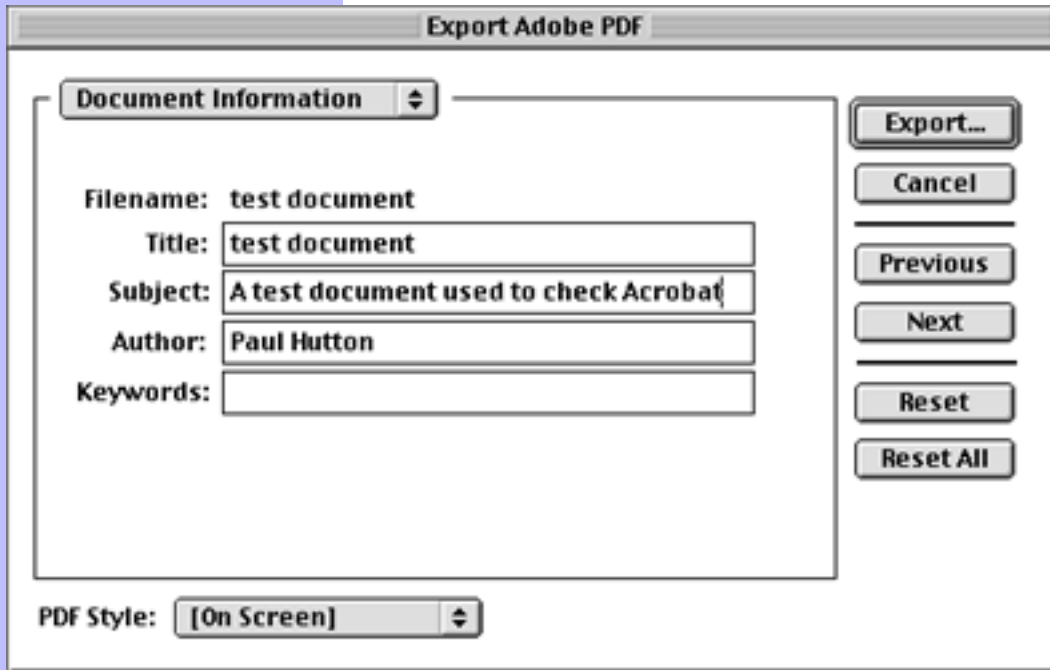 Export Adobe PDF
Document Information
Filename: test document
Title: test document
Subject: A test document used to check Acrobat
Author: Paul Hutton
Keywords:
PDF Style: [On Screen]
Export...
Cancel
Previous
Next
Reset
Reset All